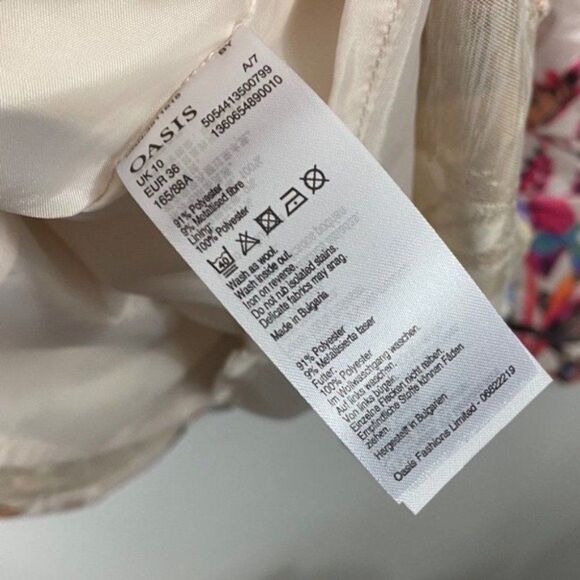 BY
A/7
OASIS
5054413500799
UK 10
1360654890010
EUR 36
165/88A
91% Polyester
9% Metallised fibre
Lining:
100% Polyester
40
Wash as wool.
Wash inside out.
Iron on reverse.
Do not rub isolated stains.
Delicate fabrics may snag.
Made in Bulgaria
91% Polyester
9% Metallisierte faser
Futter:
100% Polyester
Im Wollwaschgang waschen.
Auf links waschen.
Einzelne Flecken nicht reiben.
Empfindliche Stoffe können Fäden
ziehen.
Hergestellt in Bulgarien
Oasis Fashions Limited - 06822219